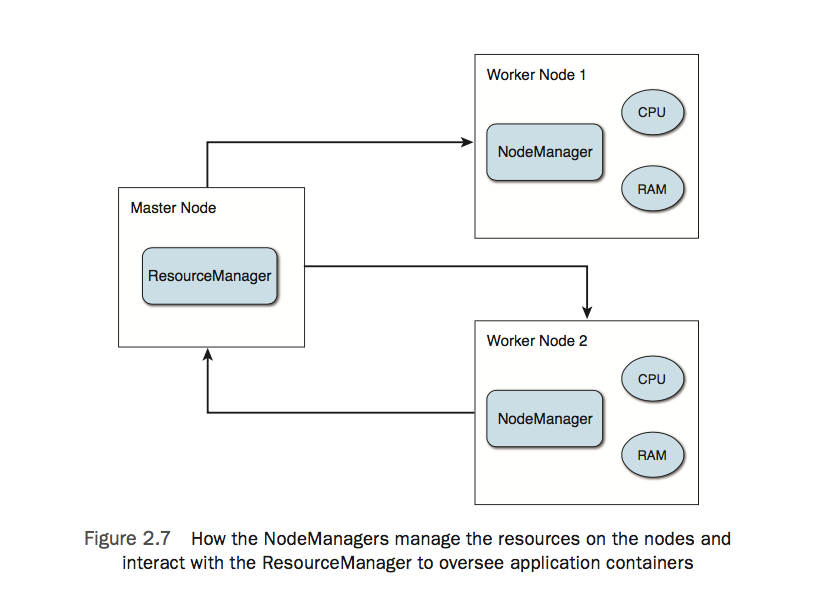 Worker Node 1
CPU
NodeManager
RAM
Master Node
ResourceManager
Worker Node 2
CPU
NodeManager
RAM
Figure 2.7 How the NodeManagers manage the resources on the nodes and
interact with the ResourceManager to oversee application containers